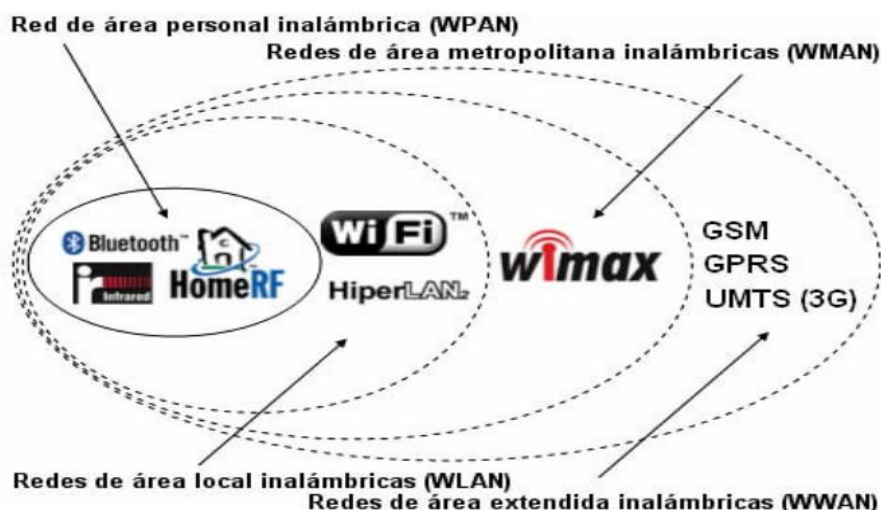 Red de área personal inalámbrica (WPAN)
Redes de área metropolitana inalámbricas (WMAN)
Bluetooth™
Infrared
HomeRF
WiFi™
HiperLAN2
wimax
GSM
GPRS
UMTS (3G)
Redes de área local inalámbricas (WLAN)
Redes de área extendida inalámbricas (WWAN)